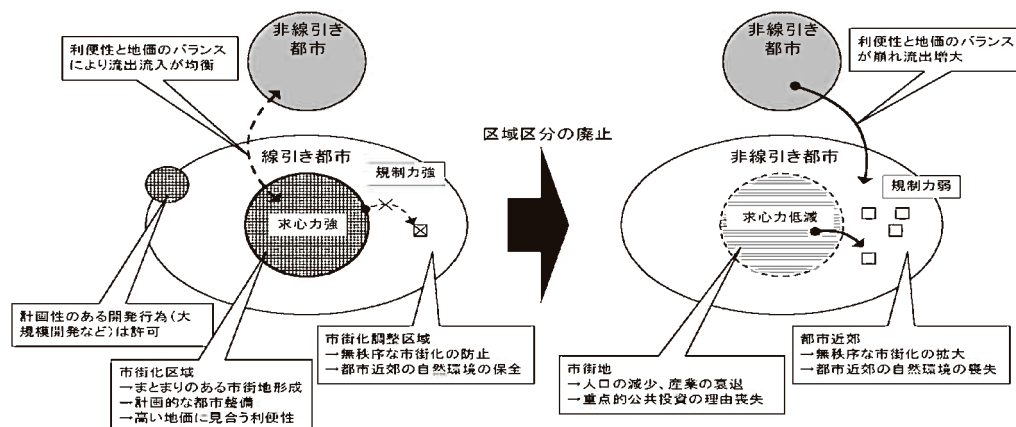 非線引き
都市
利便性と地価のバランス
により流出流入が均衡
線引き都市
規制力強
求心力強
計画性のある開発行為(大
規模開発など)は許可
市街化区域
→まとまりのある市街地形成
→計画的な都市整備
→高い地価に見合う利便性
市街化調整区域
→無秩序な市街化の防止
→都市近郊の自然環境の保全
区域区分の廃止
非線引き
都市
利便性と地価のバランス
が崩れ流出増大
非線引き都市
規制力弱
求心力低減
市街地
→人口の減少、産業の衰退
→重点的公共投資の理由喪失
都市近郊
→無秩序な市街化の拡大
→都市近郊の自然環境の喪失